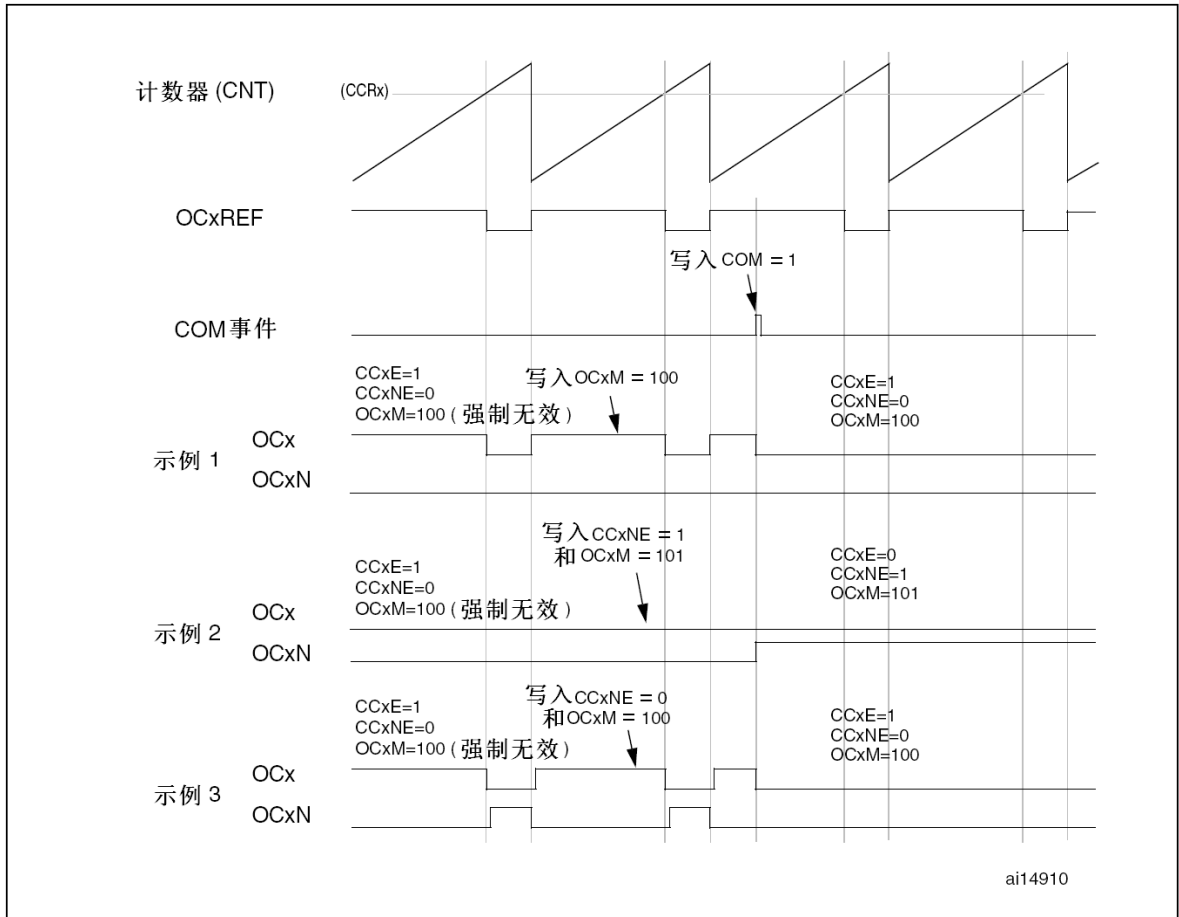 计数器 (CNT)
(CCRx)
OCxREF
写入 COM = 1
COM 事件
CCxE=1
CCxNE=0
OCxM=100 ( 强制无效 )
写入 OCxM = 100
CCxE=1
CCxNE=0
OCxM=100
示例 1
OCx
OCxN
写入 CCxNE = 1
和 OCxM = 101
CCxE=1
CCxNE=0
OCxM=100 ( 强制无效 )
CCxE=0
CCxNE=1
OCxM=101
示例 2
OCx
OCxN
写入 CCxNE = 0
和 OCxM = 100
CCxE=1
CCxNE=0
OCxM=100 ( 强制无效 )
CCxE=1
CCxNE=0
OCxM=100
示例 3
OCx
OCxN
ai14910